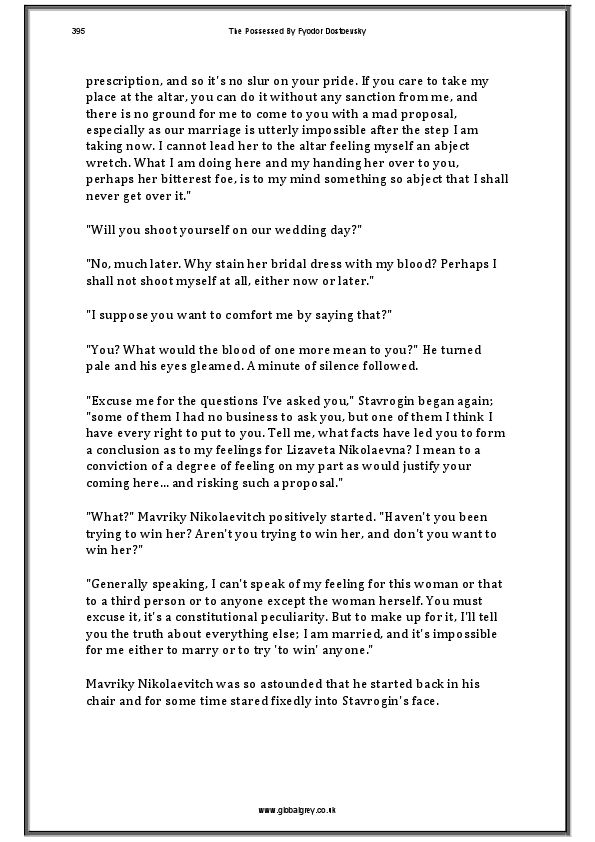 395
The Possessed By Fyodor Dostoevsky
prescription, and so it's no slur on your pride. If you care to take my
place at the altar, you can do it without any sanction from me, and
there is no ground for me to come to you with a mad proposal,
especially as our marriage is utterly impossible after the step I am
taking now. I cannot lead her to the altar feeling myself an abject
wretch. What I am doing here and my handing her over to you,
perhaps her bitterest foe, is to my mind something so abject that I shall
never get over it."
"Will you shoot yourself on our wedding day?"
"No, much later. Why stain her bridal dress with my blood? Perhaps I
shall not shoot myself at all, either now or later."
"I suppose you want to comfort me by saying that?"
"You? What would the blood of one more mean to you?" He turned
pale and his eyes gleamed. A minute of silence followed.
"Excuse me for the questions I've asked you," Stavrogin began again;
"some of them I had no business to ask you, but one of them I think I
have every right to put to you. Tell me, what facts have led you to form
a conclusion as to my feelings for Lizaveta Nikolaevna? I mean to a
conviction of a degree of feeling on my part as would justify your
coming here... and risking such a proposal."
"What?" Mavriky Nikolaevitch positively started. "Haven't you been
trying to win her? Aren't you trying to win her, and don't you want to
win her?"
"Generally speaking, I can't speak of my feeling for this woman or that
to a third person or to anyone except the woman herself. You must
excuse it, it's a constitutional peculiarity. But to make up for it, I'll tell
you the truth about everything else; I am married, and it's impossible
for me either to marry or to try 'to win' anyone."
Mavriky Nikolaevitch was so astounded that he started back in his
chair and for some time stared fixedly into Stavrogin's face.
www.globalgrey.co.uk